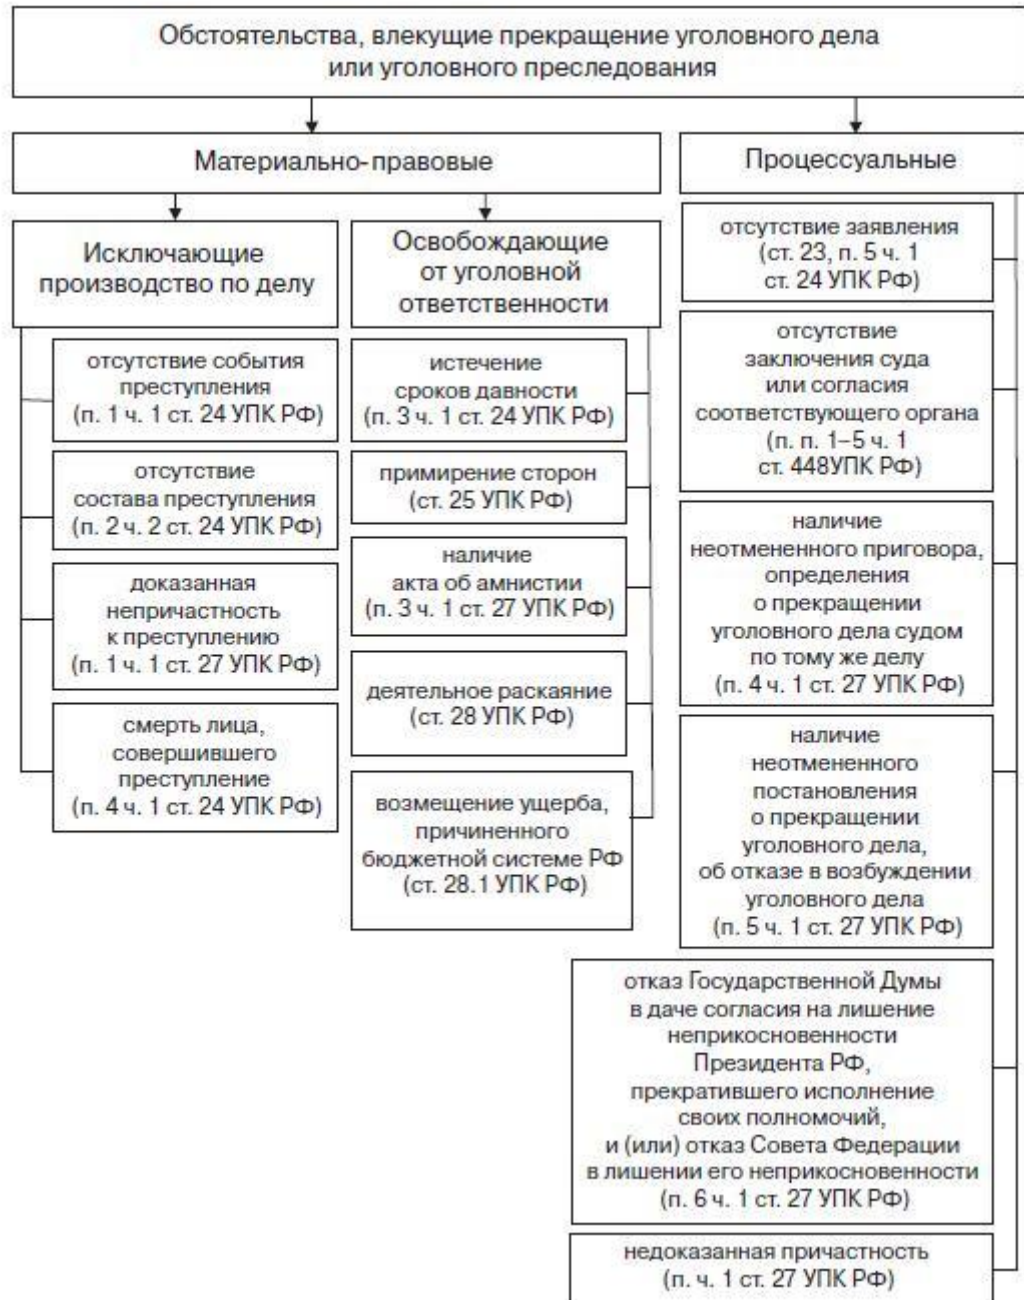 Обстоятельства, влекущие прекращение уголовного дела
или уголовного преследования
Материально-правовые
Исключающие
производство по делу
отсутствие события
преступления
(п. 1 ч. 1 ст. 24 УПК РФ)
отсутствие
состава преступления
(п. 2 ч. 2 ст. 24 УПК РФ)
доказанная
непричастность
к преступлению
(п. 1 ч. 1 ст. 27 УПК РФ)
смерть лица,
совершившего
преступление
(п. 4 ч. 1 ст. 24 УПК РФ)
Освобождающие
от уголовной
ответственности
истечение
сроков давности
(п. 3 ч. 1 ст. 24 УПК РФ)
примирение сторон
(ст. 25 УПК РФ)
наличие
акта об амнистии
(п. 3 ч. 1 ст. 27 УПК РФ)
деятельное раскаяние
(ст. 28 УПК РФ)
возмещение ущерба,
причиненного
бюджетной системе РФ
(ст. 28.1 УПК РФ)
Процессуальные
отсутствие заявления
(ст. 23, п. 5 ч. 1
ст. 24 УПК РФ)
отсутствие
заключения суда
или согласия
соответствующего органа
(п. п. 1–5 ч. 1
ст. 448УПК РФ)
наличие
неотмененного приговора,
определения
о прекращении
уголовного дела судом
по тому же делу
(п. 4 ч. 1 ст. 27 УПК РФ)
наличие
неотмененного
постановления
о прекращении
уголовного дела,
об отказе в возбуждении
уголовного дела
(п. 5 ч. 1 ст. 27 УПК РФ)
отказ Государственной Думы
в даче согласия на лишение
неприкосновенности
Президента РФ,
прекратившего исполнение
своих полномочий,
и (или) отказ Совета Федерации
в лишении его неприкосновенности
(п. 6 ч. 1 ст. 27 УПК РФ)
недоказанная причастность
(п. ч. 1 ст. 27 УПК РФ)